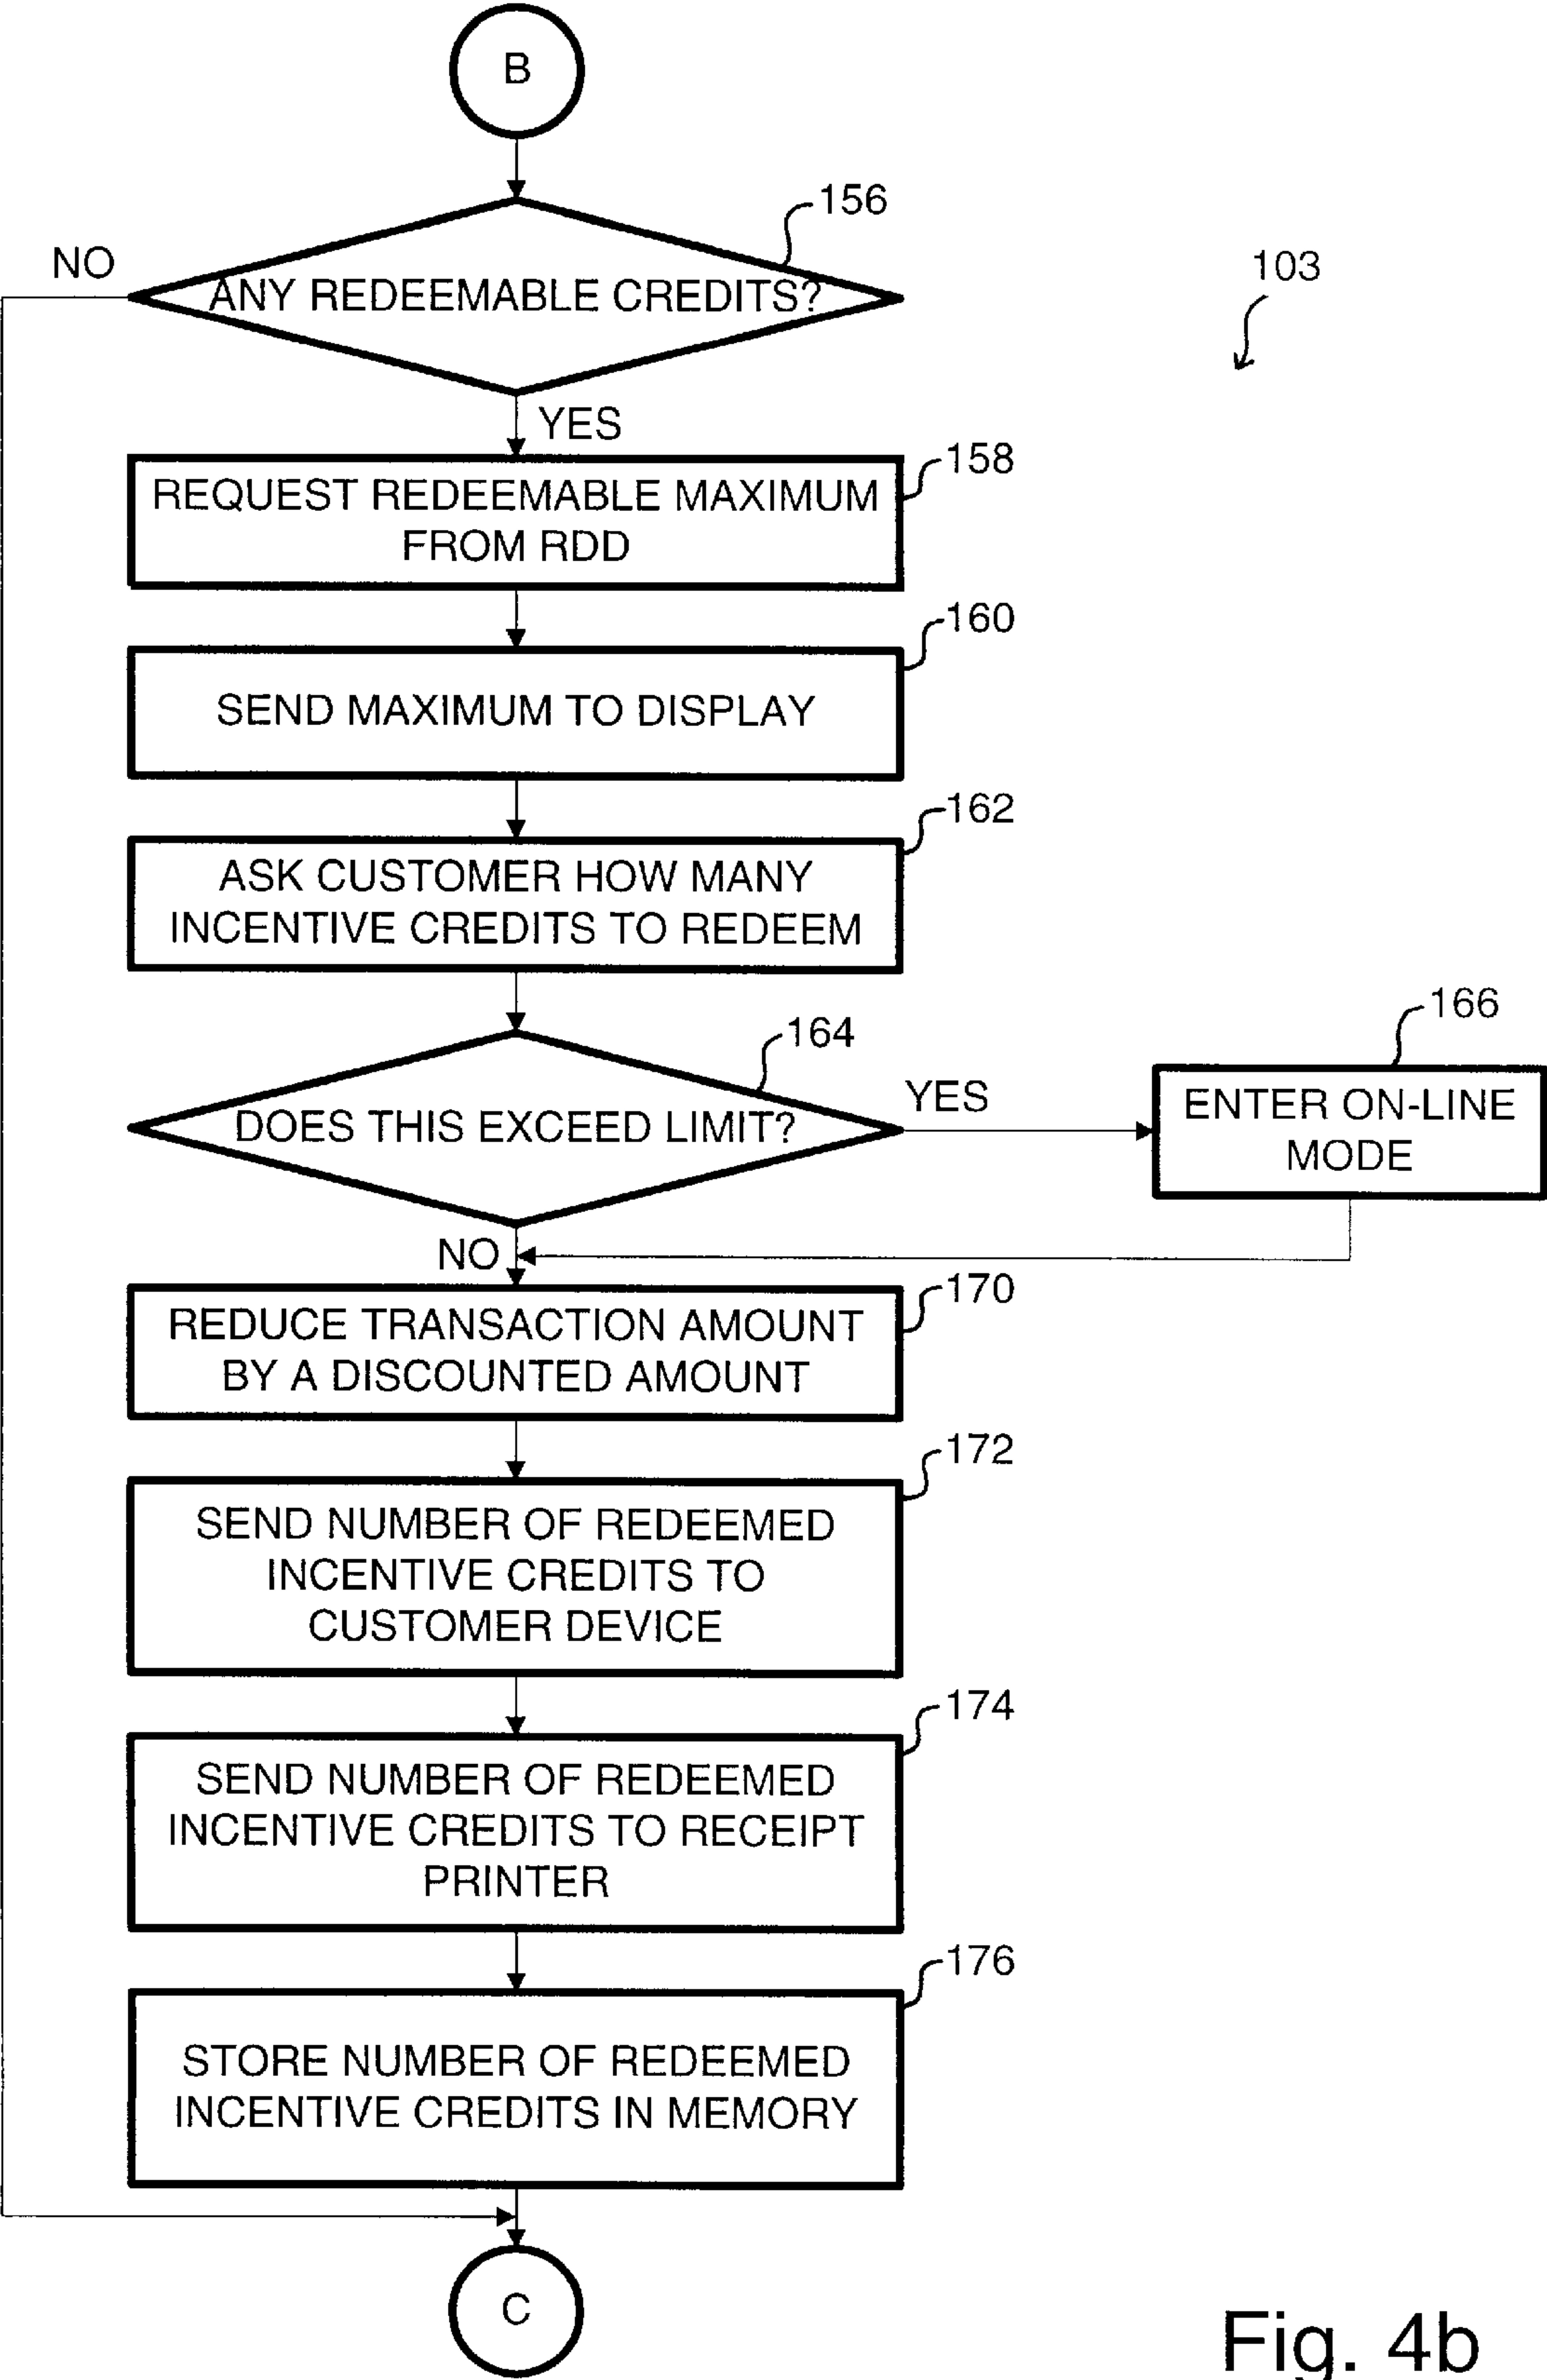 B
156
NO
ANY REDEEMABLE CREDITS?
103
YES
158
REQUEST REDEEMABLE MAXIMUM
FROM RDD
160
SEND MAXIMUM TO DISPLAY
162
ASK CUSTOMER HOW MANY
INCENTIVE CREDITS TO REDEEM
164
166
DOES THIS EXCEED LIMIT?
YES
ENTER ON-LINE
MODE
NO
170
REDUCE TRANSACTION AMOUNT
BY A DISCOUNTED AMOUNT
172
SEND NUMBER OF REDEEMED
INCENTIVE CREDITS TO
CUSTOMER DEVICE
174
SEND NUMBER OF REDEEMED
INCENTIVE CREDITS TO RECEIPT
PRINTER
176
STORE NUMBER OF REDEEMED
INCENTIVE CREDITS IN MEMORY
C
Fig. 4b